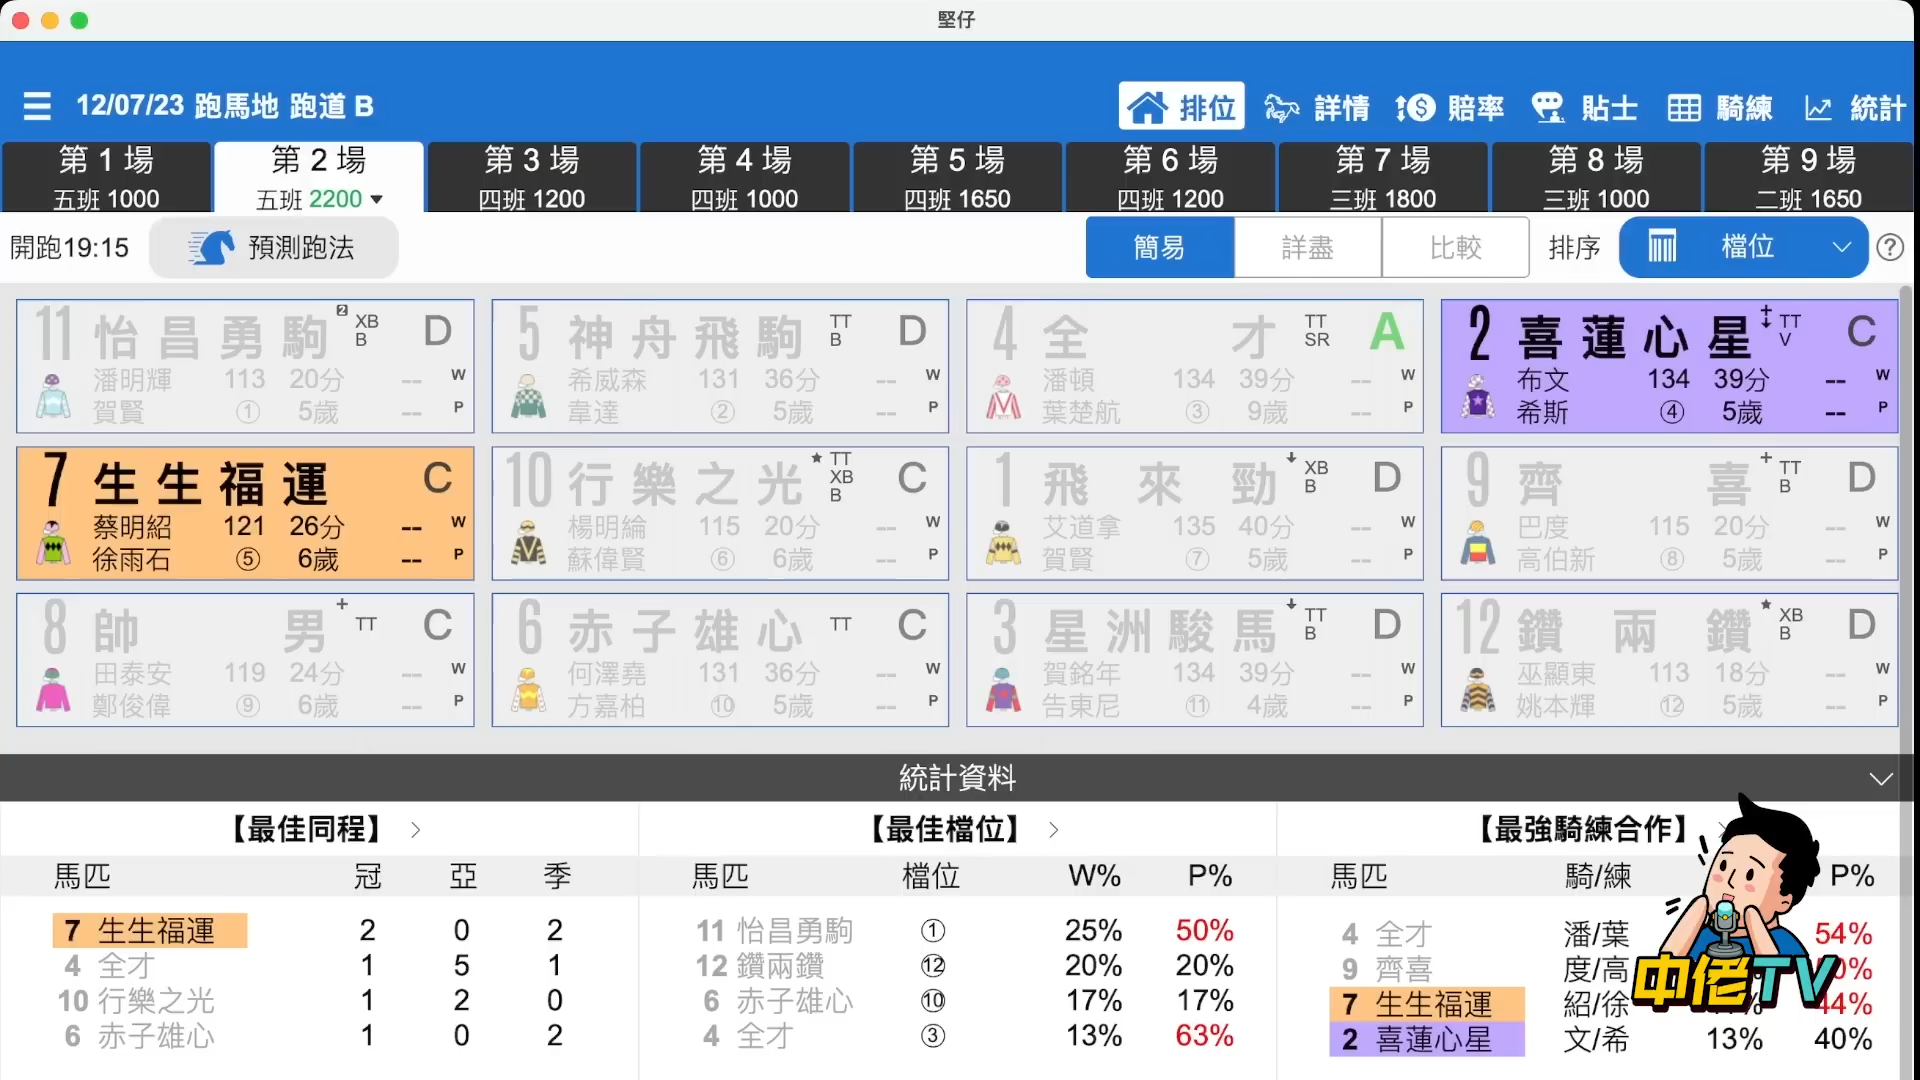 堅仔
12/07/23 跑馬地 跑道 B
排位 詳情 賠率 貼士 騎練 統計
第 1 場 第 2 場 第 3 場 第 4 場 第 5 場 第 6 場 第 7 場 第 8 場 第 9 場
五班 1000 五班 2200 四班 1200 四班 1000 四班 1650 四班 1200 三班 1800 三班 1000 二班 1650
開跑19:15 預測跑法 簡易 詳盡 比較 排序 檔位 ?
11 怡昌勇駒 2 XB B D
潘明輝 113 20分 -- W
賀賢 ① 5歲 -- P
5 神舟飛駒 TT B D
希威森 131 36分 -- W
韋達 ② 5歲 -- P
4 全才 TT SR A
潘頓 134 39分 -- W
葉楚航 ③ 9歲 -- P
2 喜蓮心星 TT V C
布文 134 39分 -- W
希斯 ④ 5歲 -- P
7 生生福運 C
蔡明紹 121 26分 -- W
徐雨石 ⑤ 6歲 -- P
10 行樂之光 ★ TT XB B C
楊明綸 115 20分 -- W
蘇偉賢 ⑥ 6歲 -- P
1 飛來勁 XB B D
艾道拿 135 40分 -- W
賀賢 ⑦ 5歲 -- P
9 齊喜 + TT B D
巴度 115 20分 -- W
高伯新 ⑧ 5歲 -- P
8 帥男 + TT C
田泰安 119 24分 -- W
鄭俊偉 ⑨ 6歲 -- P
6 赤子雄心 TT C
何澤堯 131 36分 -- W
方嘉柏 ⑩ 5歲 -- P
3 星洲駿馬 TT B D
賀銘年 134 39分 -- W
告東尼 ⑪ 4歲 -- P
12 鑽兩鑽 ★ XB B D
巫顯東 113 18分 -- W
姚本輝 ⑫ 5歲 -- P
統計資料
【最佳同程】
馬匹 冠 亞 季
7 生生福運 2 0 2
4 全才 1 5 1
10 行樂之光 1 2 0
6 赤子雄心 1 0 2
【最佳檔位】
馬匹 檔位 W% P%
11 怡昌勇駒 ① 25% 50%
12 鑽兩鑽 ⑫ 20% 20%
6 赤子雄心 ⑩ 17% 17%
4 全才 ③ 13% 63%
【最強騎練合作】
馬匹 騎/練 P%
4 全才 潘/葉 54%
9 齊喜 度/高
7 生生福運 紹/徐 44%
2 喜蓮心星 文/希 13% 40%
中佬TV